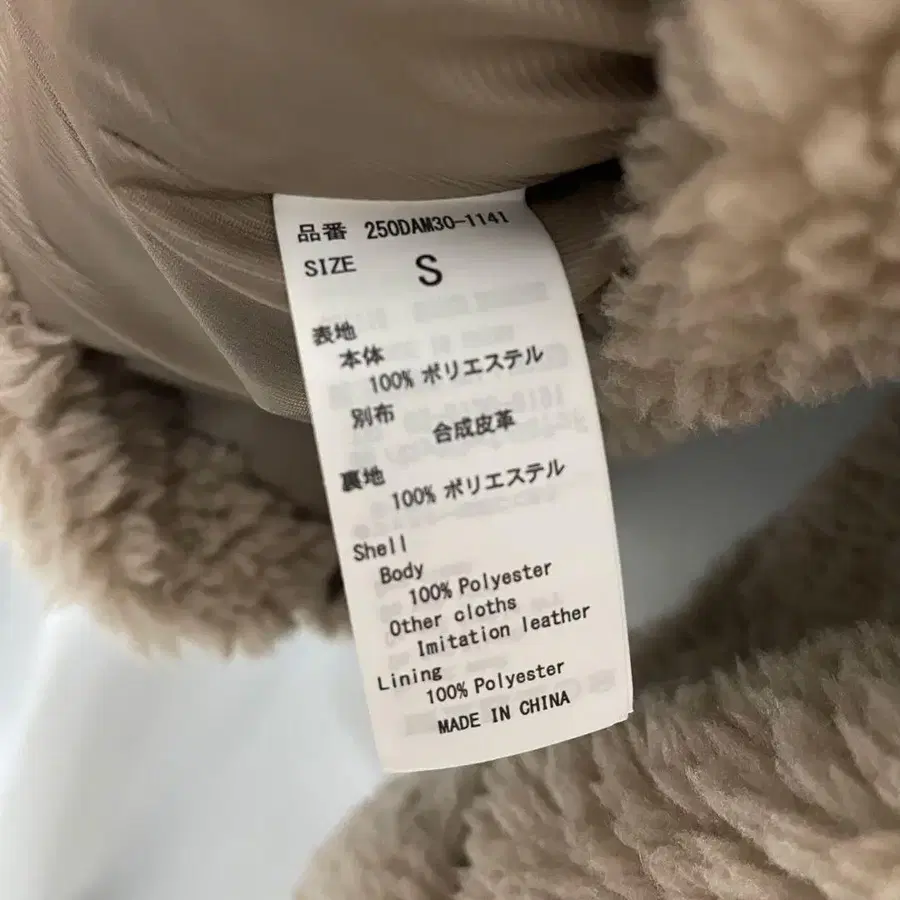 品番 250DAM30-1141
SIZE S
表地
本体
100% ポリエステル
別布
合成皮革
裏地
100% ポリエステル
Shell
Body
100% Polyester
Other cloths
Imitation leather
Lining
100% Polyester
MADE IN CHINA